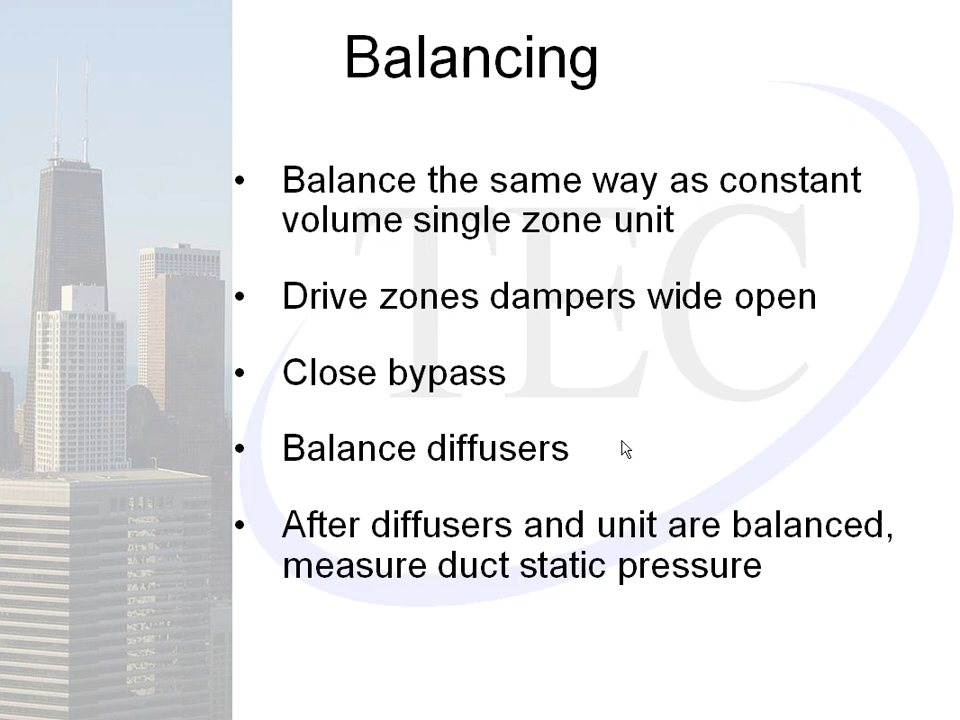 Balancing
• Balance the same way as constant
volume single zone unit
• Drive zones dampers wide open
• Close bypass
• Balance diffusers
• After diffusers and unit are balanced,
measure duct static pressure
TEC